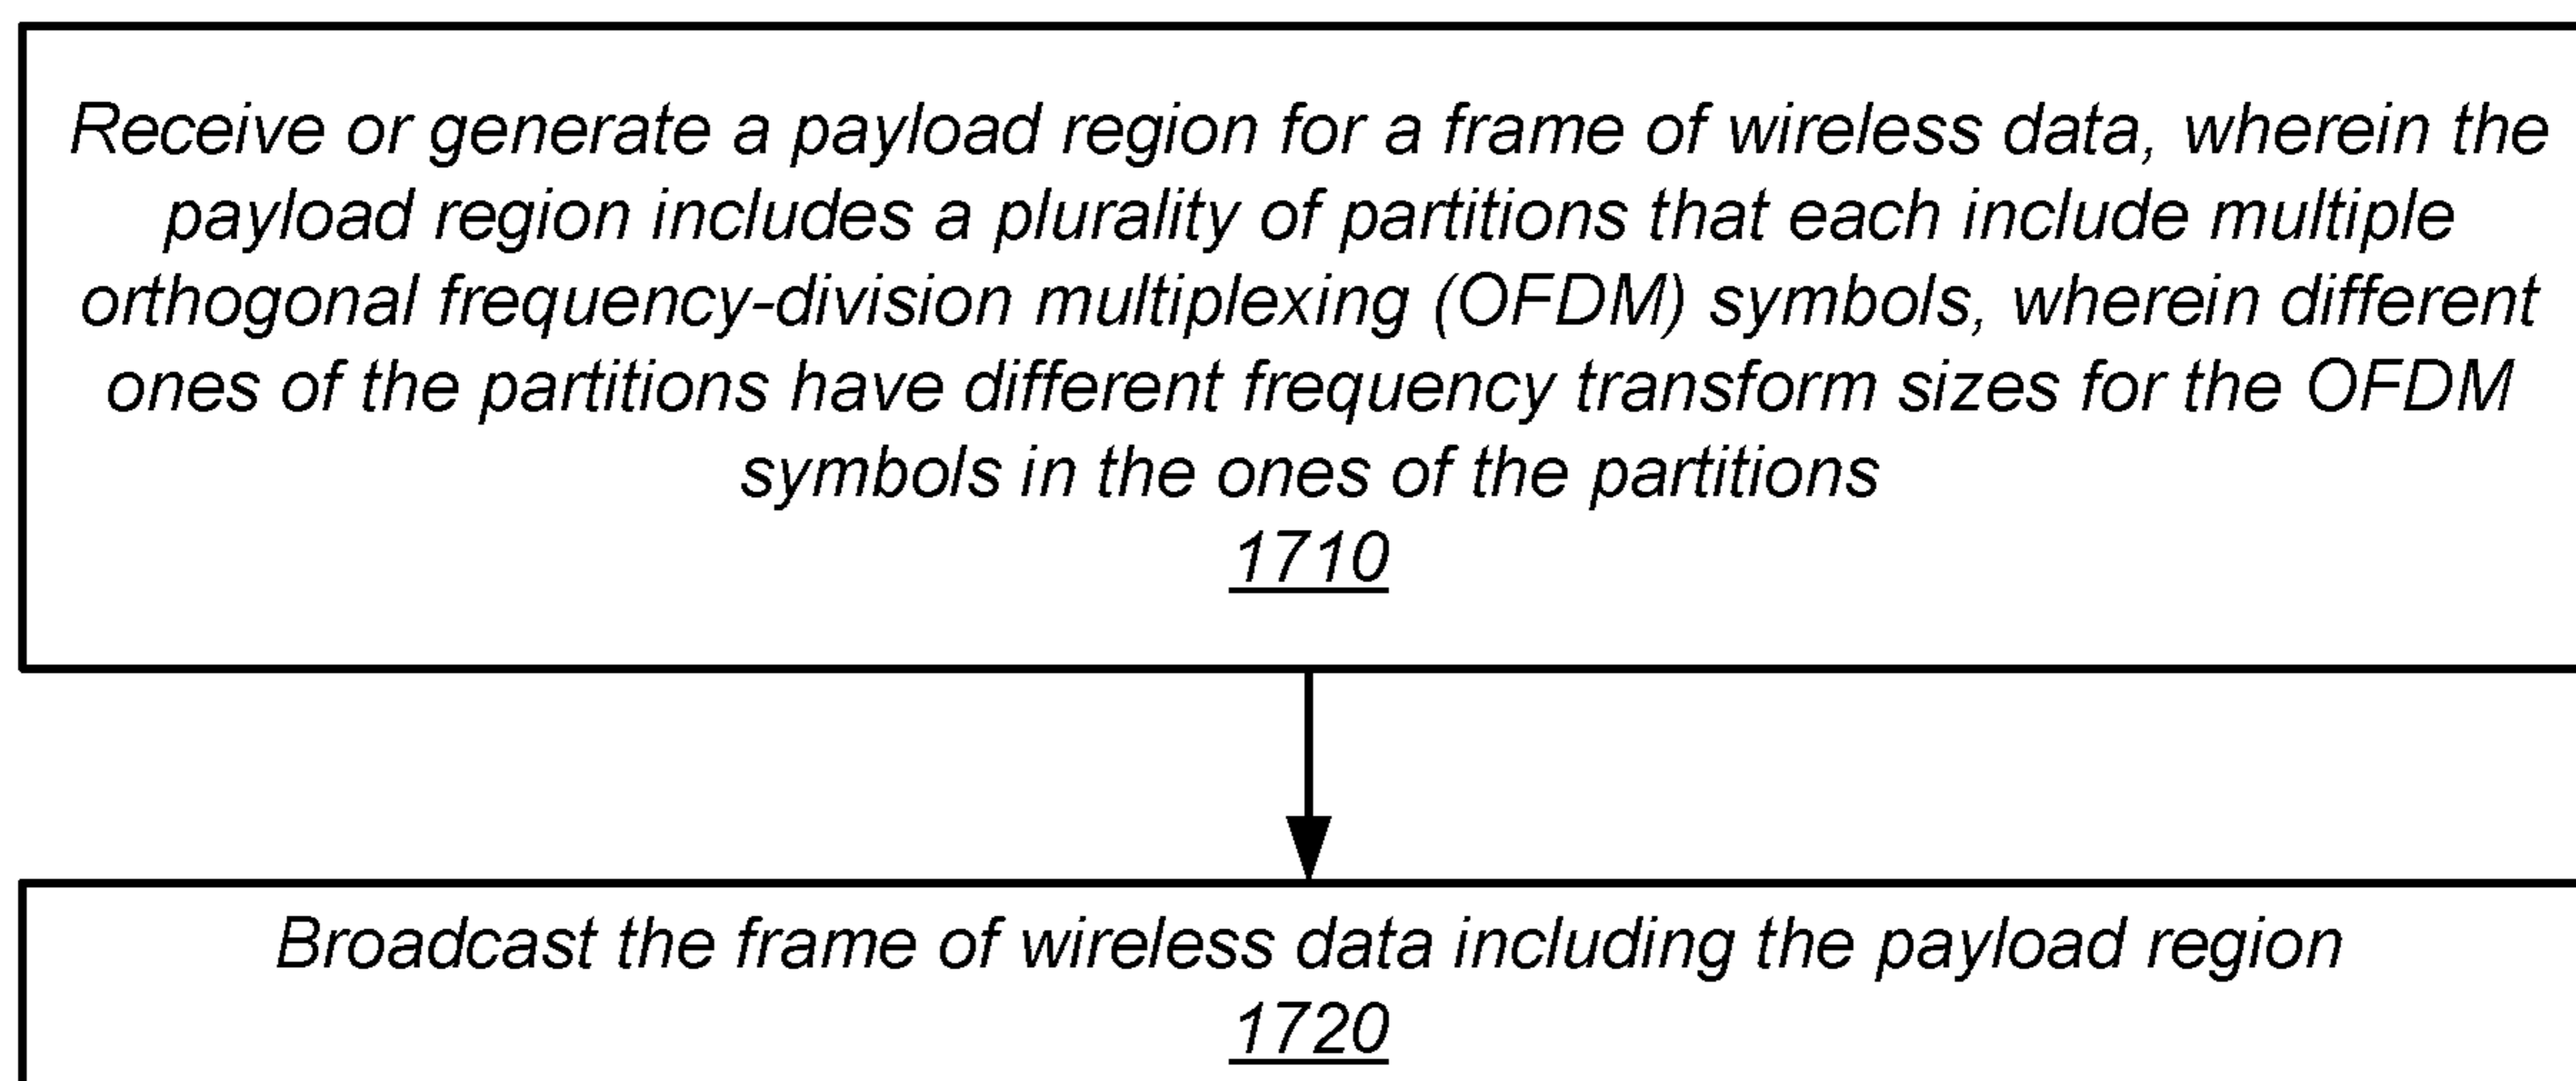 Receive or generate a payload region for a frame of wireless data, wherein the
payload region includes a plurality of partitions that each include multiple
orthogonal frequency-division multiplexing (OFDM) symbols, wherein different
ones of the partitions have different frequency transform sizes for the OFDM
symbols in the ones of the partitions
1710
Broadcast the frame of wireless data including the payload region
1720